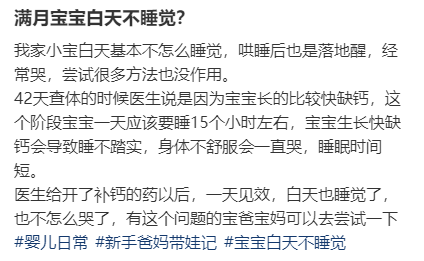 满月宝宝白天不睡觉？
我家小宝白天基本不怎么睡觉，哄睡后也是落地醒，经
常哭，尝试很多方法也没作用。
42天查体的时候医生说是因为宝宝长的比较快缺钙，这
个阶段宝宝一天应该要睡15个小时左右，宝宝生长快缺
钙会导致睡不踏实，身体不舒服会一直哭，睡眠时间
短。
医生给开了补钙的药以后，一天见效，白天也睡觉了，
也不怎么哭了，有这个问题的宝爸宝妈可以去尝试一下
#婴儿日常 #新手爸妈带娃记 #宝宝白天不睡觉